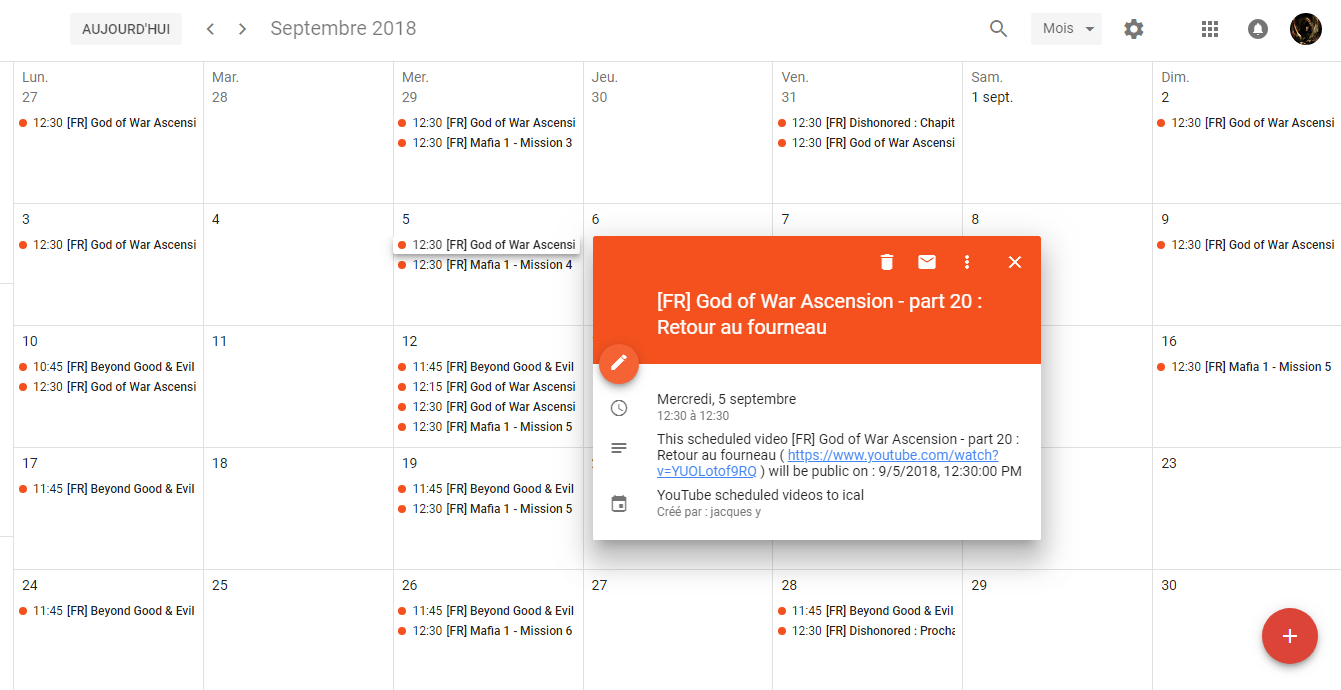 AUJOURD'HUI
Septembre 2018
Mois
Lun.
Mar.
Mer.
Jeu.
Ven.
Sam.
Dim.
27
28
29
30
31
1 sept.
2
12:30 [FR] God of War Ascensi
12:30 [FR] God of War Ascensi
12:30 [FR] Dishonored : Chapit
12:30 [FR] God of War Ascensi
12:30 [FR] Mafia 1 - Mission 3
12:30 [FR] God of War Ascensi
3
4
5
6
7
8
9
12:30 [FR] God of War Ascensi
12:30 [FR] God of War Ascensi
12:30 [FR] God of War Ascensi
12:30 [FR] Mafia 1 - Mission 4
[FR] God of War Ascension - part 20 :
Retour au fourneau
Mercredi, 5 septembre
12:30 à 12:30
This scheduled video [FR] God of War Ascension - part 20 :
Retour au fourneau ( https://www.youtube.com/watch?
v=YUOLotof9RQ ) will be public on : 9/5/2018, 12:30:00 PM
YouTube scheduled videos to ical
Créé par : jacques y
10
11
12
16
10:45 [FR] Beyond Good & Evil
11:45 [FR] Beyond Good & Evil
12:30 [FR] Mafia 1 - Mission 5
12:30 [FR] God of War Ascensi
12:15 [FR] God of War Ascensi
12:30 [FR] God of War Ascensi
12:30 [FR] Mafia 1 - Mission 5
17
18
19
23
11:45 [FR] Beyond Good & Evil
11:45 [FR] Beyond Good & Evil
12:30 [FR] Mafia 1 - Mission 5
24
25
26
27
28
29
30
11:45 [FR] Beyond Good & Evil
11:45 [FR] Beyond Good & Evil
11:45 [FR] Beyond Good & Evil
12:30 [FR] Mafia 1 - Mission 6
12:30 [FR] Dishonored : Procha